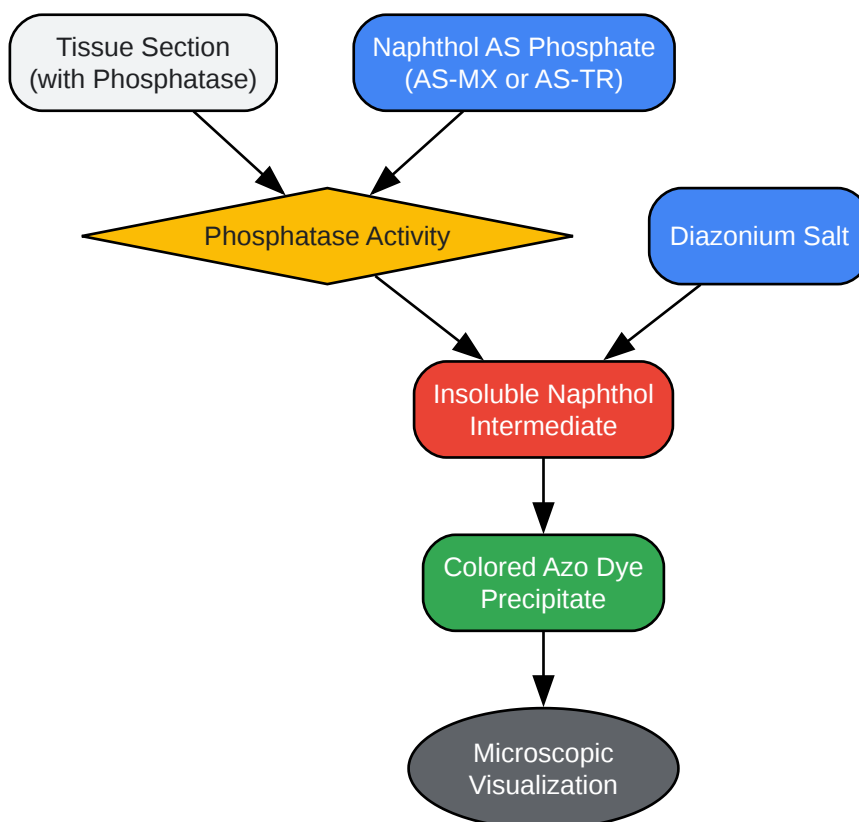 Tissue Section
(with Phosphatase)
Naphthol AS Phosphate
(AS-MX or AS-TR)
Phosphatase Activity
Diazonium Salt
Insoluble Naphthol
Intermediate
Colored Azo Dye
Precipitate
Microscopic
Visualization